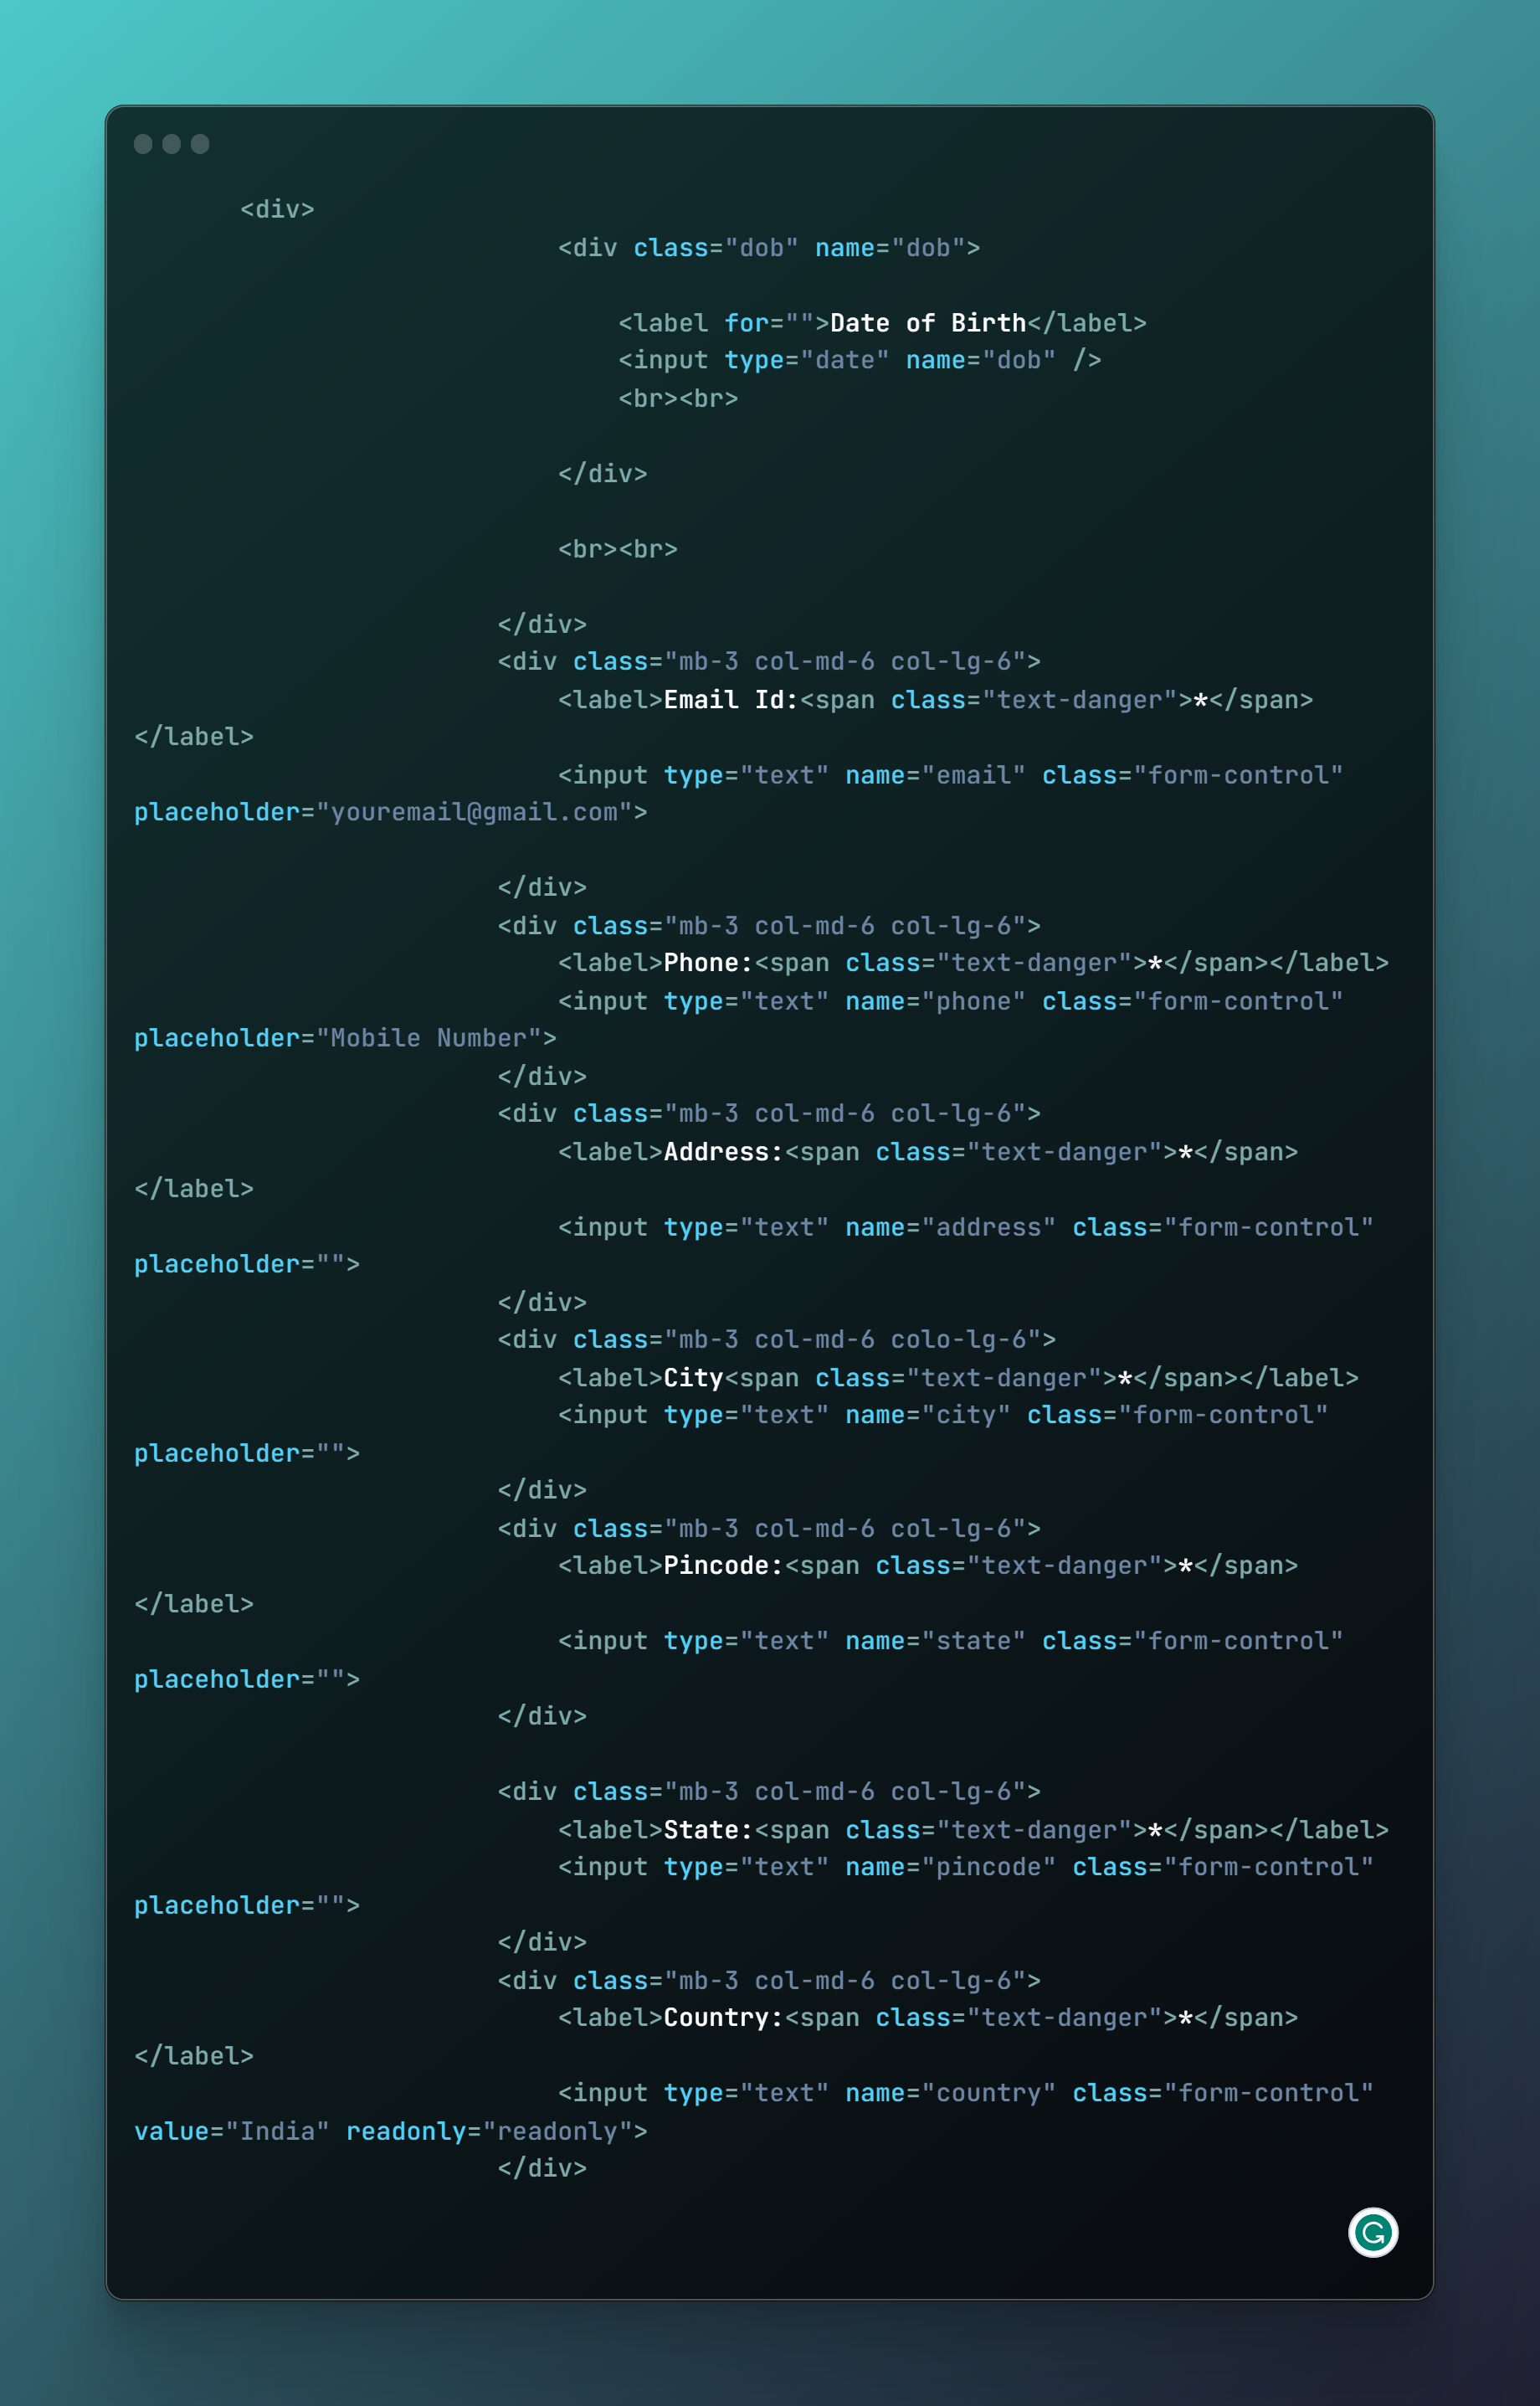 <div>
<div class="dob" name="dob">
<label for="">Date of Birth</label>
<input type="date" name="dob" />
<br><br>
</div>
<br><br>
</div>
<div class="mb-3 col-md-6 col-lg-6">
<label>Email Id:<span class="text-danger">*</span>
</label>
<input type="text" name="email" class="form-control"
placeholder="youremail@gmail.com">
</div>
<div class="mb-3 col-md-6 col-lg-6">
<label>Phone:<span class="text-danger">*</span></label>
<input type="text" name="phone" class="form-control"
placeholder="Mobile Number">
</div>
<div class="mb-3 col-md-6 col-lg-6">
<label>Address:<span class="text-danger">*</span>
</label>
<input type="text" name="address" class="form-control"
placeholder="">
</div>
<div class="mb-3 col-md-6 colo-lg-6">
<label>City<span class="text-danger">*</span></label>
<input type="text" name="city" class="form-control"
placeholder="">
</div>
<div class="mb-3 col-md-6 col-lg-6">
<label>Pincode:<span class="text-danger">*</span>
</label>
<input type="text" name="state" class="form-control"
placeholder="">
</div>
<div class="mb-3 col-md-6 col-lg-6">
<label>State:<span class="text-danger">*</span></label>
<input type="text" name="pincode" class="form-control"
placeholder="">
</div>
<div class="mb-3 col-md-6 col-lg-6">
<label>Country:<span class="text-danger">*</span>
</label>
<input type="text" name="country" class="form-control"
value="India" readonly="readonly">
</div>